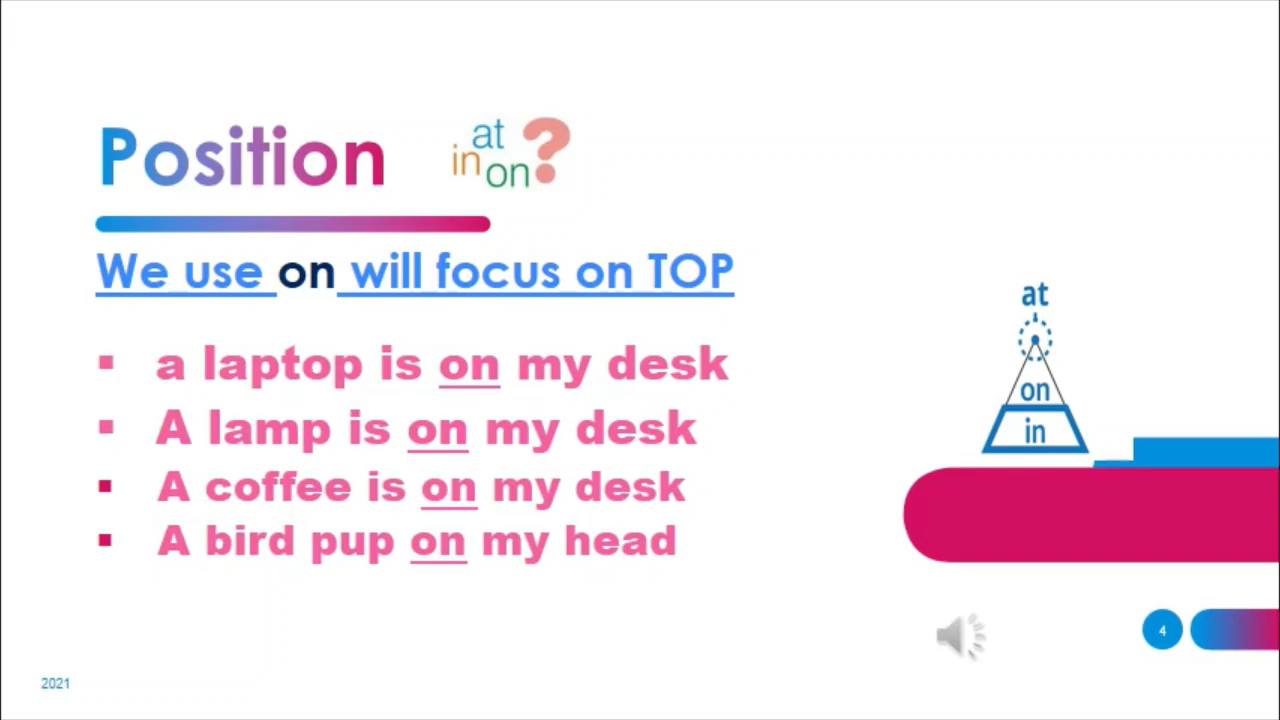 Position
at
in on ?
We use on will focus on TOP
▪ a laptop is on my desk
▪ A lamp is on my desk
▪ A coffee is on my desk
▪ A bird pup on my head
at
on
in
4
2021